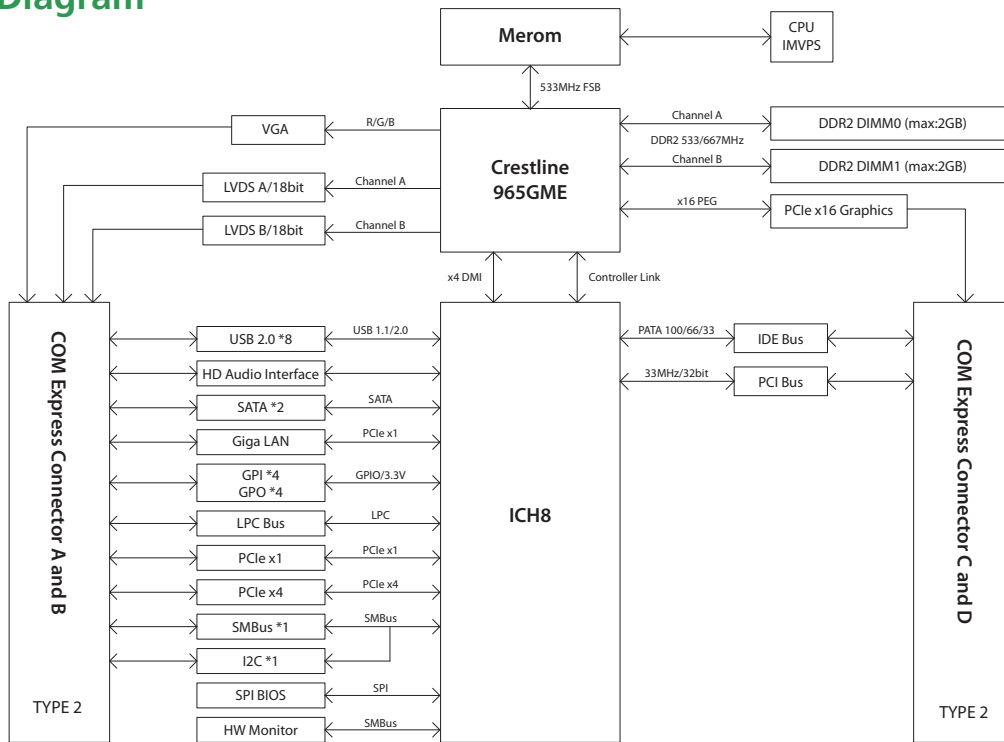 Diagram
Merom
CPU
IMVPS
533MHz FSB
VGA
R/G/B
LVDS A/18bit
Channel A
LVDS B/18bit
Channel B
Crestline
965GME
Channel A
DDR2 533/667MHz
Channel B
DDR2 DIMM0 (max:2GB)
DDR2 DIMM1 (max:2GB)
x16 PEG
PCIe x16 Graphics
x4 DMI
Controller Link
COM Express Connector A and B
TYPE 2
USB 2.0 *8
USB 1.1/2.0
HD Audio Interface
SATA *2
SATA
Giga LAN
PCIe x1
GPI *4
GPO *4
GPIO/3.3V
LPC Bus
LPC
PCIe x1
PCIe x1
PCIe x4
PCIe x4
SMBus *1
SMBus
I2C *1
SPI BIOS
SPI
HW Monitor
SMBus
ICH8
PATA 100/66/33
IDE Bus
33MHz/32bit
PCI Bus
COM Express Connector C and D
TYPE 2